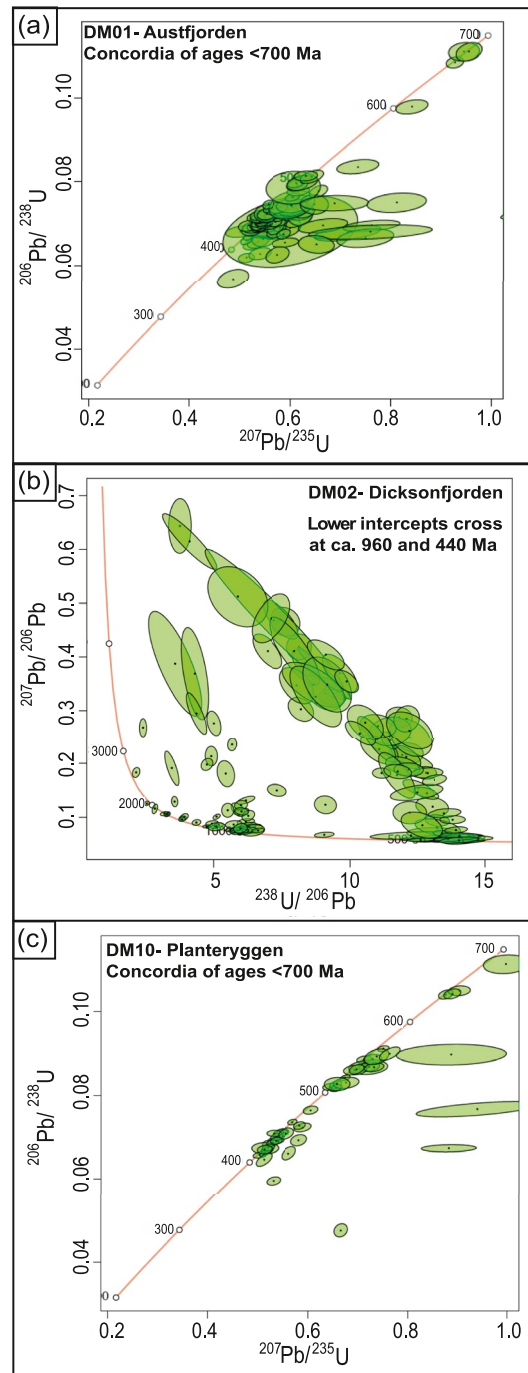 (a)
DM01- Austfjorden
Concordia of ages <700 Ma
700
600
500
400
300
0.10
0.08
0.06
0.04
206Pb/ 238U
0.2 0.4 0.6 0.8 1.0
207Pb/235U
(b)
DM02- Dicksonfjorden
Lower intercepts cross
at ca. 960 and 440 Ma
0.7
0.6
0.5
0.4
0.3
0.2
0.1
207Pb/ 206Pb
3000
2000
1000
500
5 10 15
238U/ 206Pb
(c)
DM10- Planteryggen
Concordia of ages <700 Ma
700
600
500
400
300
0.10
0.08
0.06
0.04
206Pb/ 238U
0.2 0.4 0.6 0.8 1.0
207Pb/235U